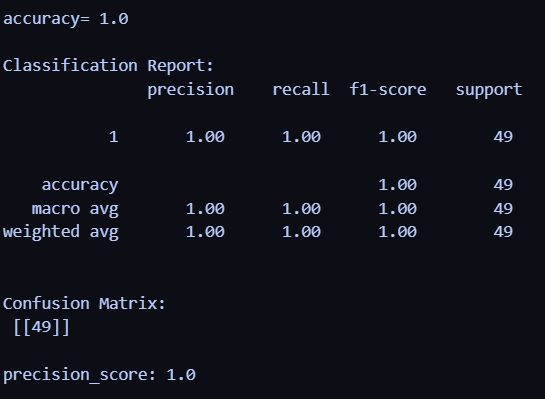 accuracy= 1.0
Classification Report:
precision recall f1-score support
1 1.00 1.00 1.00 49
accuracy 1.00 49
macro avg 1.00 1.00 1.00 49
weighted avg 1.00 1.00 1.00 49
Confusion Matrix:
[[49]]
precision_score: 1.0